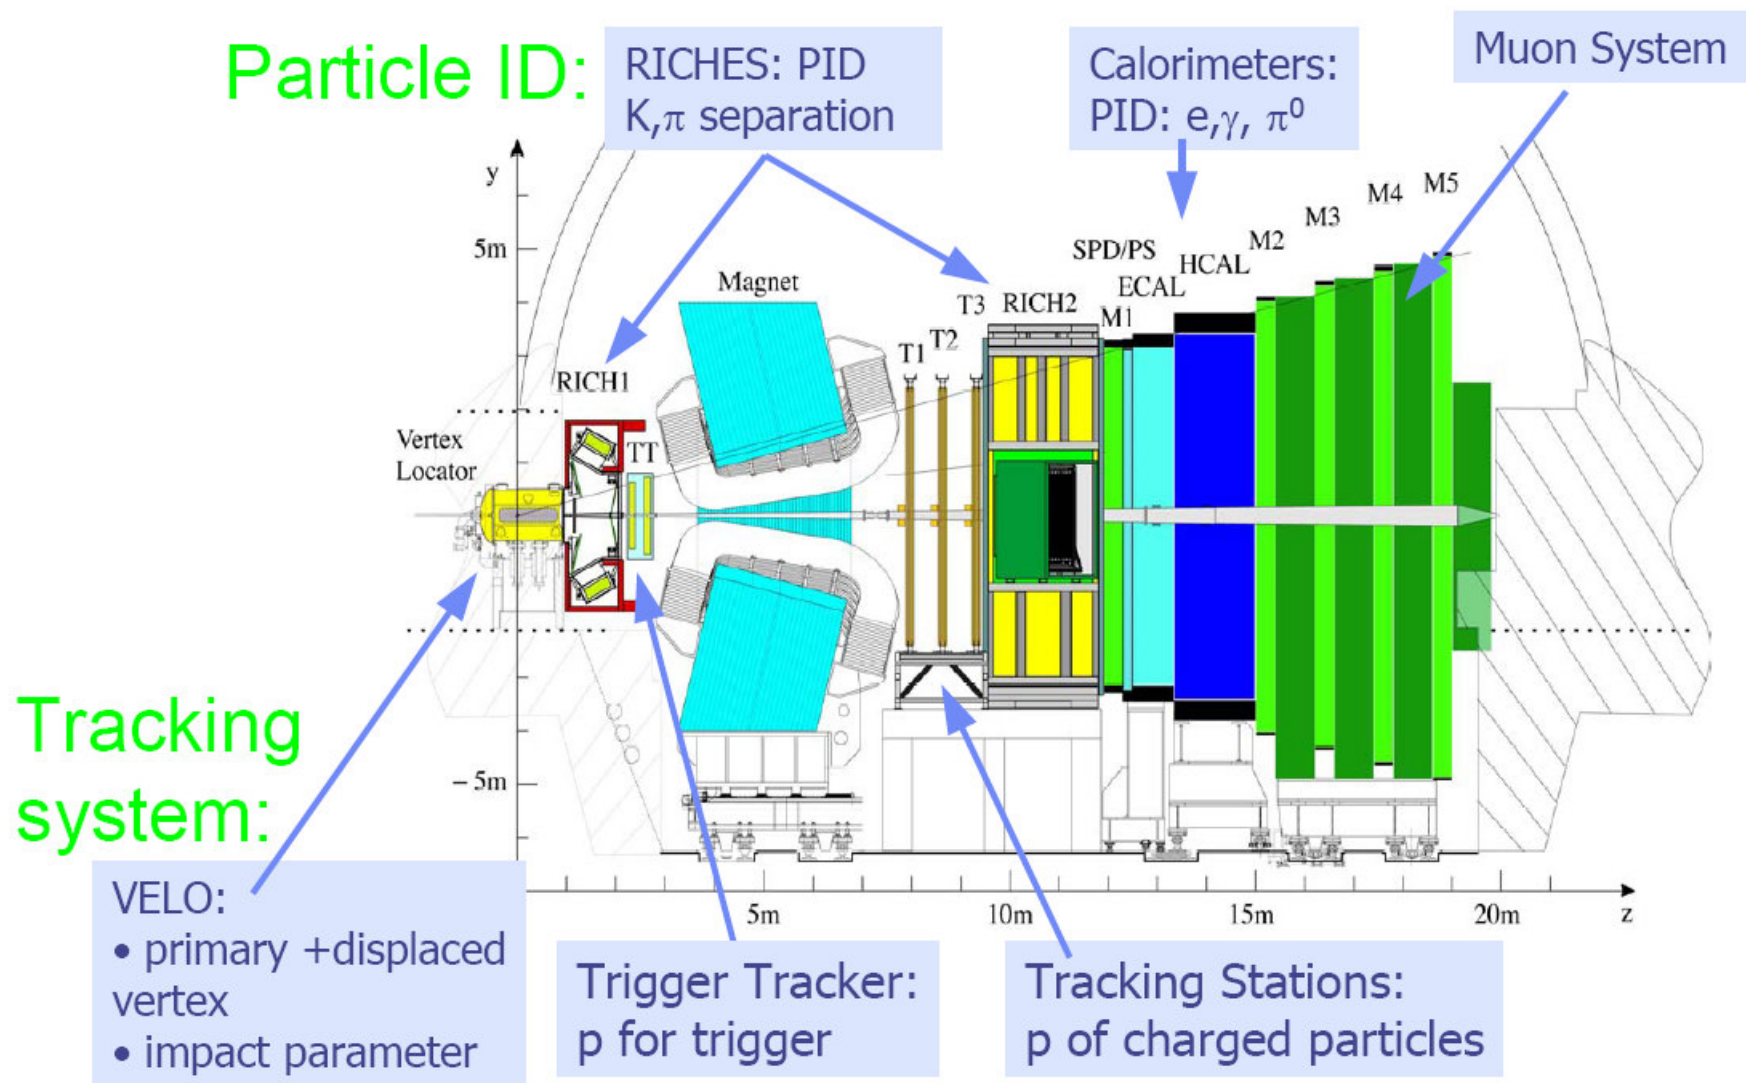 Particle ID:
RICHES: PID
K,π separation
Calorimeters:
PID: e,γ, π⁰
Muon System
y
5m
Magnet
RICH1
Vertex
Locator
TT
T1
T2
T3
RICH2
M1
SPD/PS
ECAL
HCAL
M2
M3
M4
M5
Tracking
system:
– 5m
5m
10m
15m
20m
z
VELO:
• primary +displaced
vertex
• impact parameter
Trigger Tracker:
p for trigger
Tracking Stations:
p of charged particles